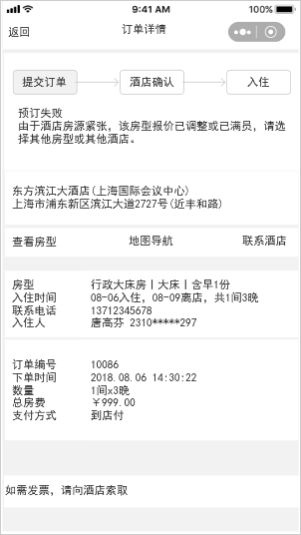 9:41 AM
100%
返回
订单详情
提交订单
酒店确认
入住
预订失败
由于酒店房源紧张，该房型报价已调整或已满员，请选
择其他房型或其他酒店。
东方滨江大酒店(上海国际会议中心)
上海市浦东新区滨江大道2727号(近丰和路)
查看房型
地图导航
联系酒店
房型 行政大床房丨大床丨含早1份
入住时间 08-06入住，08-09离店，共1间3晚
联系电话 13712345678
入住人 唐高芬 2310*****297
订单编号 10086
下单时间 2018.08.06 14:30:22
数量 1间x3晚
总房费 ￥999.00
支付方式 到店付
如需发票，请向酒店索取